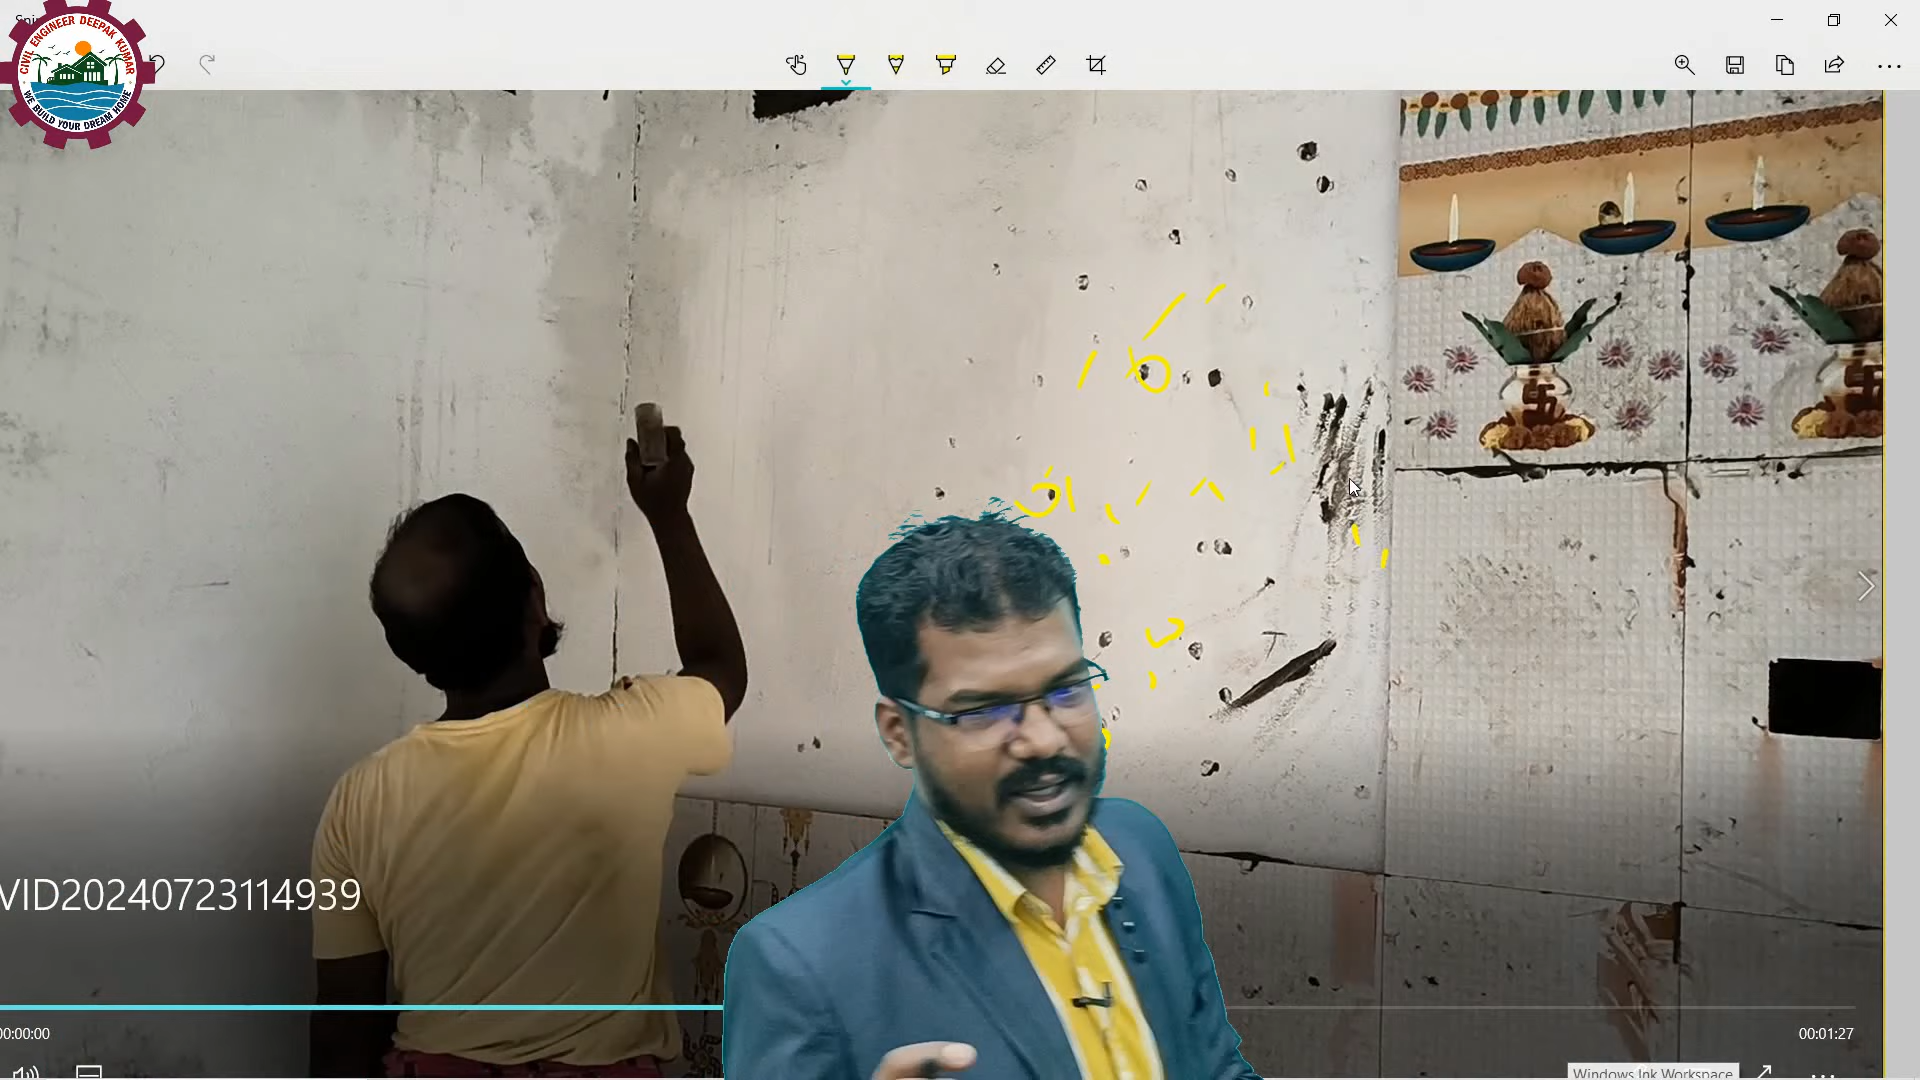 CIVIL ENGINEER DEEPAK KUMAR
WE BUILD YOUR DREAM HOME
VID20240723114939
00:00:00
00:01:27
Windows Ink Workspace